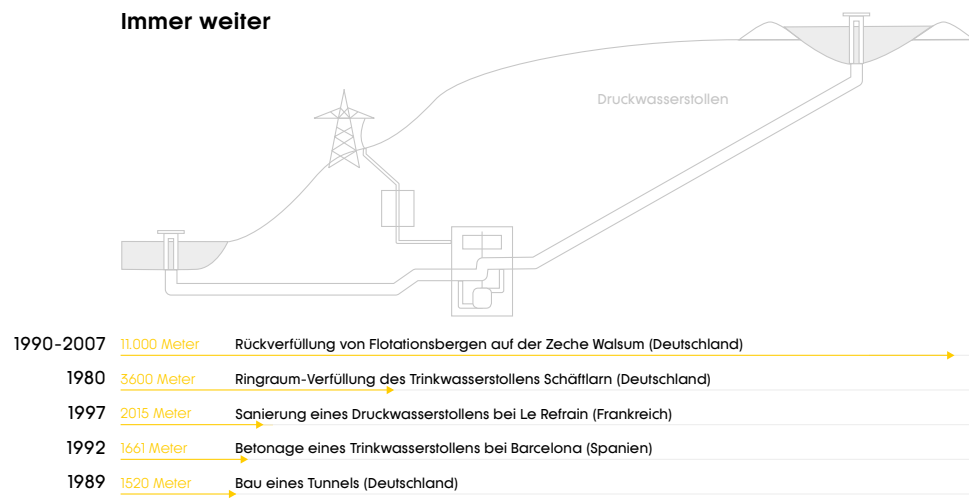 Immer weiter
Druckwasserstollen
1990-2007 11.000 Meter Rückverfüllung von Flotationsbergen auf der Zeche Walsum (Deutschland)
1980 3600 Meter Ringraum-Verfüllung des Trinkwasserstollens Schäftlarn (Deutschland)
1997 2015 Meter Sanierung eines Druckwasserstollens bei Le Refrain (Frankreich)
1992 1661 Meter Betonage eines Trinkwasserstollens bei Barcelona (Spanien)
1989 1520 Meter Bau eines Tunnels (Deutschland)